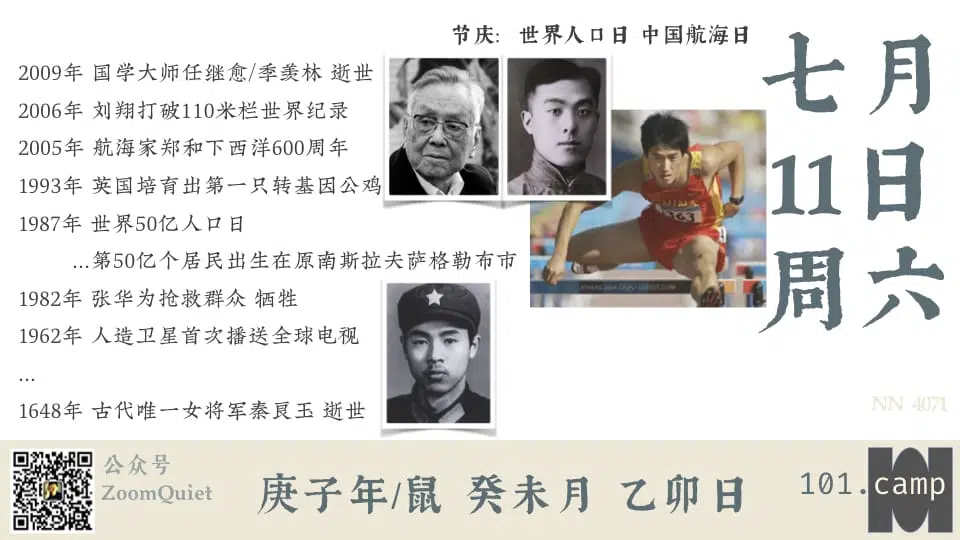 节庆: 世界人口日 中国航海日
七月
11日
周六
2009年 国学大师任继愈/季羡林 逝世
2006年 刘翔打破110米栏世界纪录
2005年 航海家郑和下西洋600周年
1993年 英国培育出第一只转基因公鸡
1987年 世界50亿人口日
...第50亿个居民出生在原南斯拉夫萨格勒布市
1982年 张华为抢救群众 牺牲
1962年 人造卫星首次播送全球电视
...
1648年 古代唯一女将军秦良玉 逝世
CHINA
363
ATHENS 2004
NN 4071
公众号
ZoomQuiet
庚子年/鼠 癸未月 乙卯日
101.camp